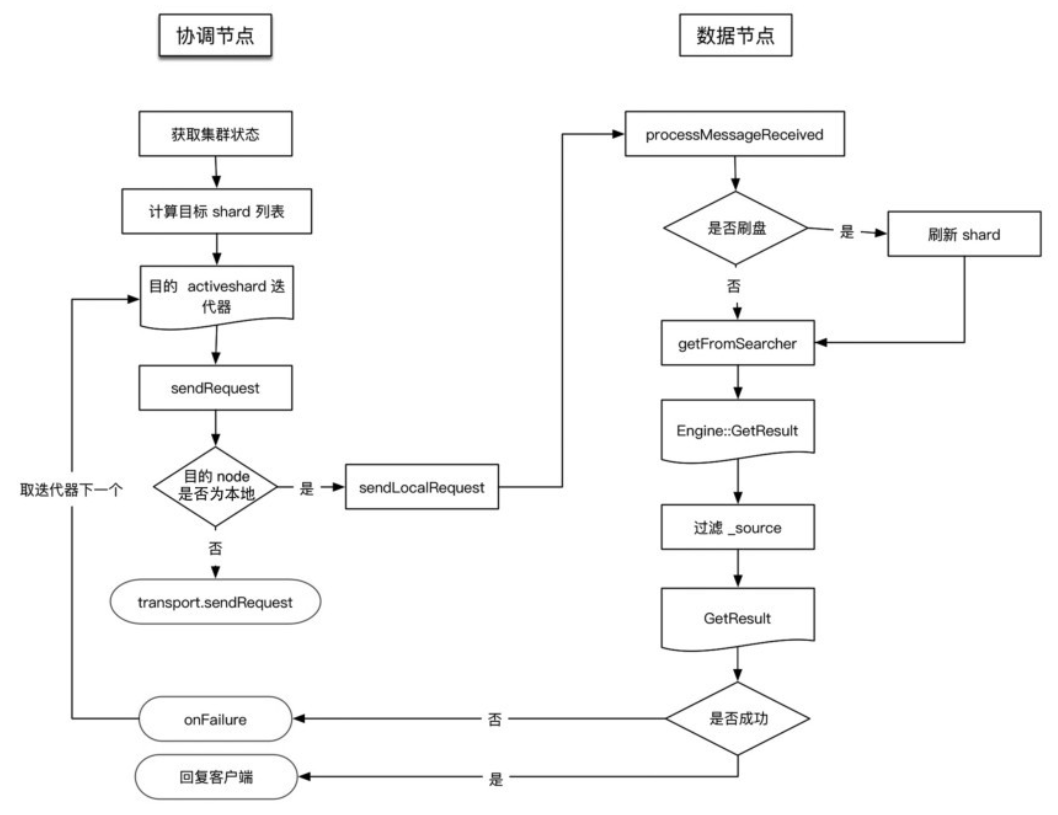 协调节点
数据节点
获取集群状态
计算目标 shard 列表
目的 activeshard 迭
代器
sendRequest
目的 node
是否为本地
是
sendLocalRequest
否
transport.sendRequest
取迭代器下一个
onFailure
回复客户端
processMessageReceived
是否刷盘
是
刷新 shard
否
getFromSearcher
Engine::GetResult
过滤 _source
GetResult
是否成功
否
是